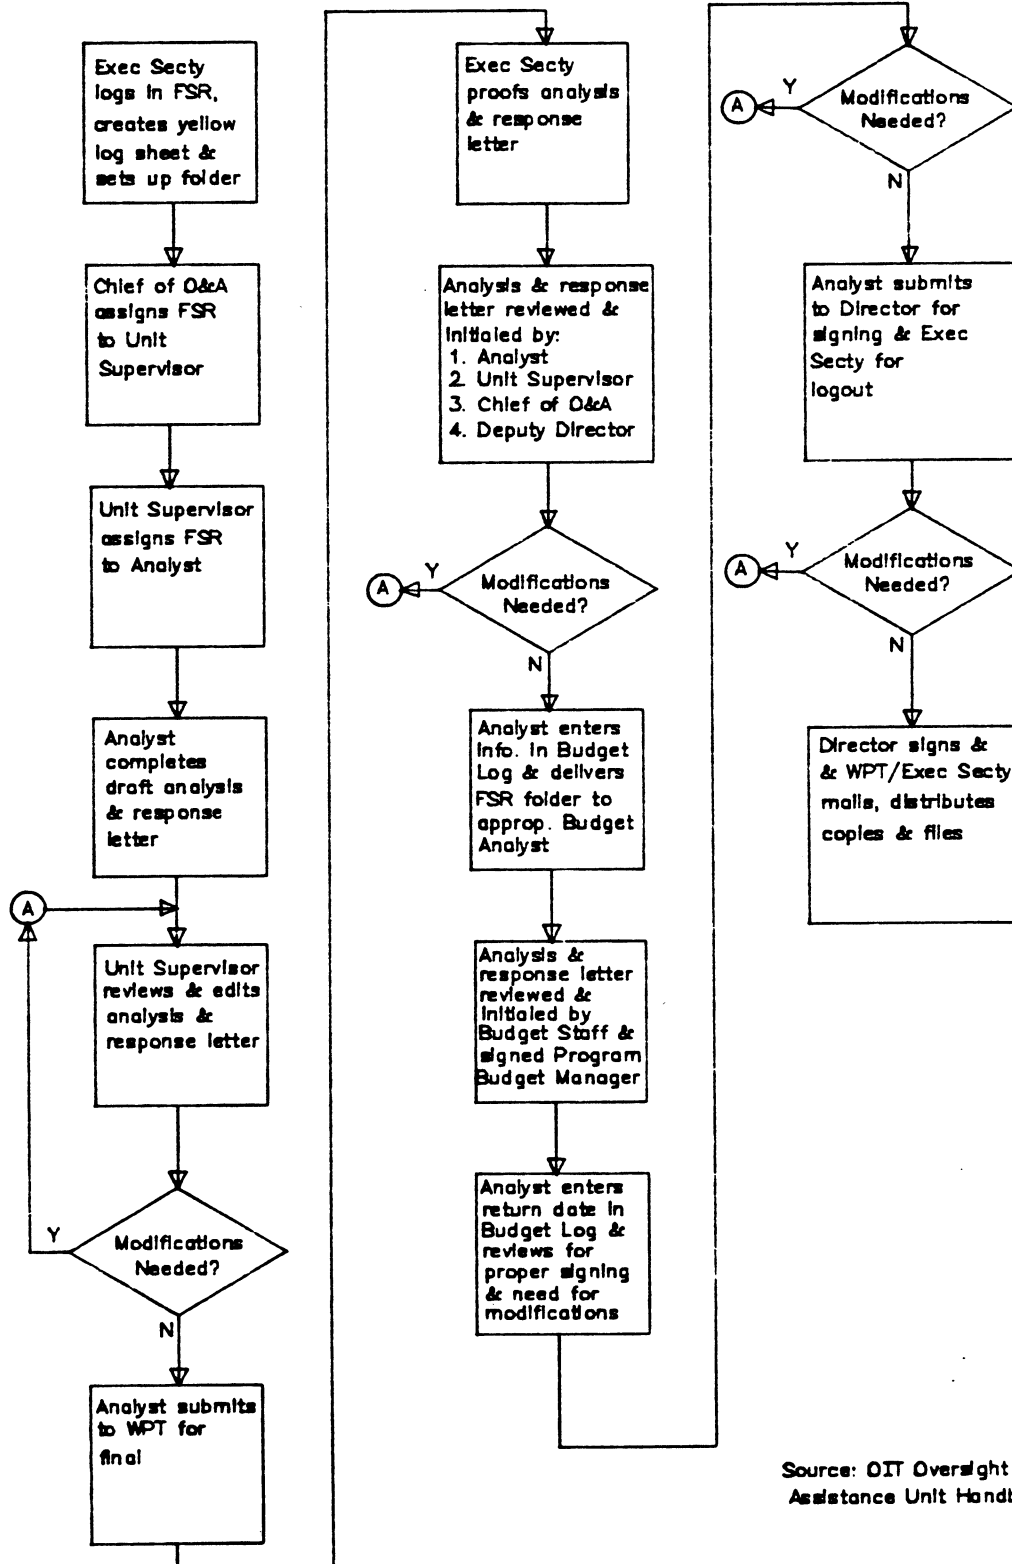 Exec Secty
logs in FSR,
creates yellow
log sheet &
sets up folder
Chief of O&A
assigns FSR
to Unit
Supervisor
Unit Supervisor
assigns FSR
to Analyst
Analyst
completes
draft analysis
& response
letter
A
Unit Supervisor
reviews & edits
analysis &
response letter
Y
Modifications
Needed?
N
Analyst submits
to WPT for
final
Exec Secty
proofs analysis
& response
letter
Analysis & response
letter reviewed &
initialed by:
1. Analyst
2. Unit Supervisor
3. Chief of O&A
4. Deputy Director
A
Y
Modifications
Needed?
N
Analyst enters
Info. in Budget
Log & delivers
FSR folder to
approp. Budget
Analyst
Analysis &
response letter
reviewed &
initialed by
Budget Staff &
signed Program
Budget Manager
Analyst enters
return date in
Budget Log &
reviews for
proper signing
& need for
modifications
A
Y
Modifications
Needed?
N
Analyst submits
to Director for
signing & Exec
Secty for
logout
A
Y
Modifications
Needed?
N
Director signs &
& WPT/Exec Secty
mails, distributes
copies & files
Source: OIT Oversight
Assistance Unit